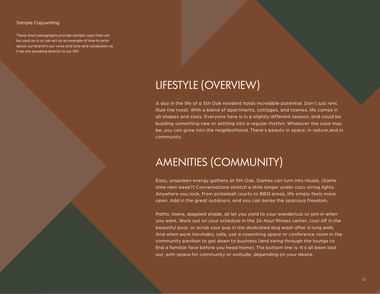 Sample Copywriting
These short paragraphs provide sample copy that can
be used as is or can act as an example of how to write
about our brand in our voice and tone and vocabulary as
if we are speaking directly to our ESP.
LIFESTYLE (OVERVIEW)
A day in the life of a 5th Oak resident holds incredible potential. Don't just rent.
Rule the roost. With a blend of apartments, cottages, and townes, life comes in
all shapes and sizes. Everyone here is in a slightly different season, and could be
building something new or settling into a regular rhythm. Whatever the case may
be, you can grow into the neighborhood. There's beauty in space, in nature,and in
community.
AMENITIES (COMMUNITY)
Easy, unspoken energy gathers at 5th Oak. Games can turn into rituals. (Same
time next week?) Conversations stretch a little longer under cozy string lights.
Anywhere you look, from pickleball courts to BBQ areas, life simply feels more
open. Add in the great outdoors, and you can sense the spacious freedom.
Paths, lawns, dappled shade, all let you yield to your wanderlust or join in when
you want. Work out on your schedule in the 24-hour fitness center, cool off in the
beautiful pool, or scrub your pup in the dedicated dog wash after a long walk.
And when work inevitably calls, use a coworking space or conference room in the
community pavilion to get down to business (and swing through the lounge to
find a familiar face before you head home). The bottom line is: it's all been laid
out, with space for community or solitude, depending on your desire.